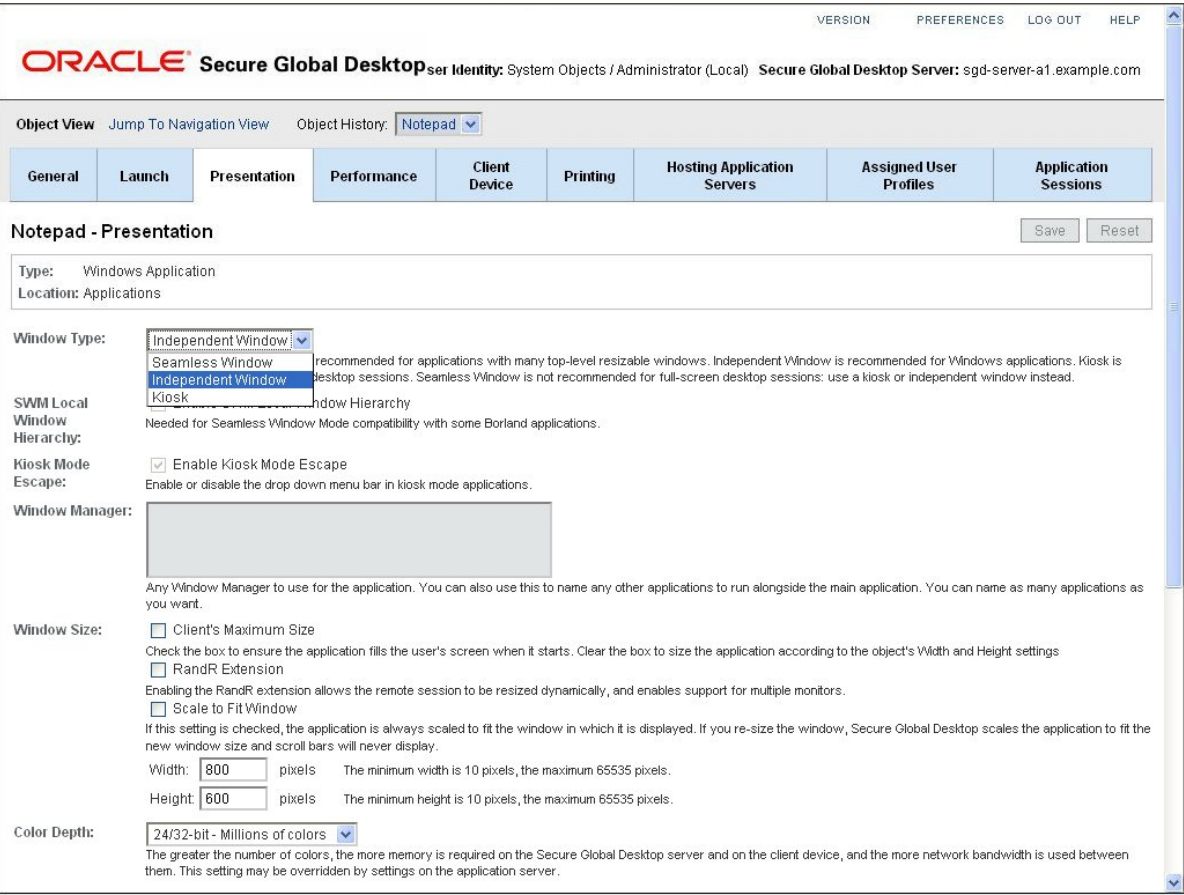 VERSION PREFERENCES LOG OUT HELP
ORACLE Secure Global Desktop ser Identity: System Objects / Administrator (Local) Secure Global Desktop Server: sgd-server-a1.example.com
Object View Jump To Navigation View Object History: Notepad
General Launch Presentation Performance Client Device Printing Hosting Application Servers Assigned User Profiles Application Sessions
Notepad - Presentation Save Reset
Type: Windows Application
Location: Applications
Window Type: Independent Window
Seamless Window recommended for applications with many top-level resizable windows. Independent Window is recommended for Windows applications. Kiosk is
Independent Window desktop sessions. Seamless Window is not recommended for full-screen desktop sessions: use a kiosk or independent window instead.
Kiosk
SWM Local Window Hierarchy: ndow Hierarchy
Needed for Seamless Window Mode compatibility with some Borland applications.
Kiosk Mode Escape: Enable Kiosk Mode Escape
Enable or disable the drop down menu bar in kiosk mode applications.
Window Manager:
Any Window Manager to use for the application. You can also use this to name any other applications to run alongside the main application. You can name as many applications as
you want.
Window Size: Client's Maximum Size
Check the box to ensure the application fills the user's screen when it starts. Clear the box to size the application according to the object's Width and Height settings
RandR Extension
Enabling the RandR extension allows the remote session to be resized dynamically, and enables support for multiple monitors.
Scale to Fit Window
If this setting is checked, the application is always scaled to fit the window in which it is displayed. If you re-size the window, Secure Global Desktop scales the application to fit the
new window size and scroll bars will never display.
Width: 800 pixels The minimum width is 10 pixels, the maximum 65535 pixels.
Height: 600 pixels The minimum height is 10 pixels, the maximum 65535 pixels.
Color Depth: 24/32-bit - Millions of colors
The greater the number of colors, the more memory is required on the Secure Global Desktop server and on the client device, and the more network bandwidth is used between
them. This setting may be overridden by settings on the application server.